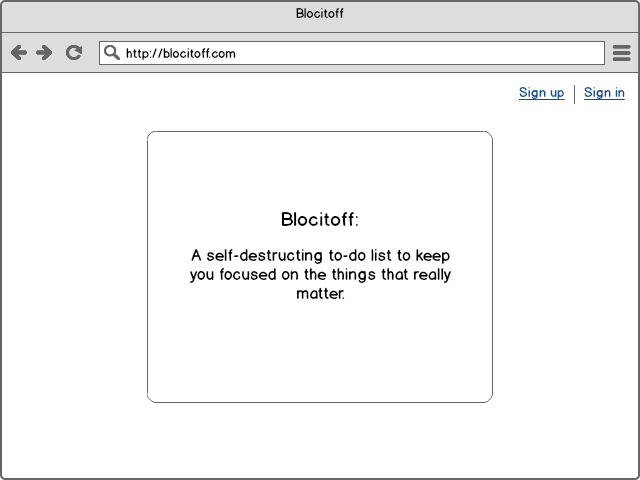 Blocitoff
http://blocitoff.com
Sign up | Sign in
Blocitoff:
A self-destructing to-do list to keep
you focused on the things that really
matter.